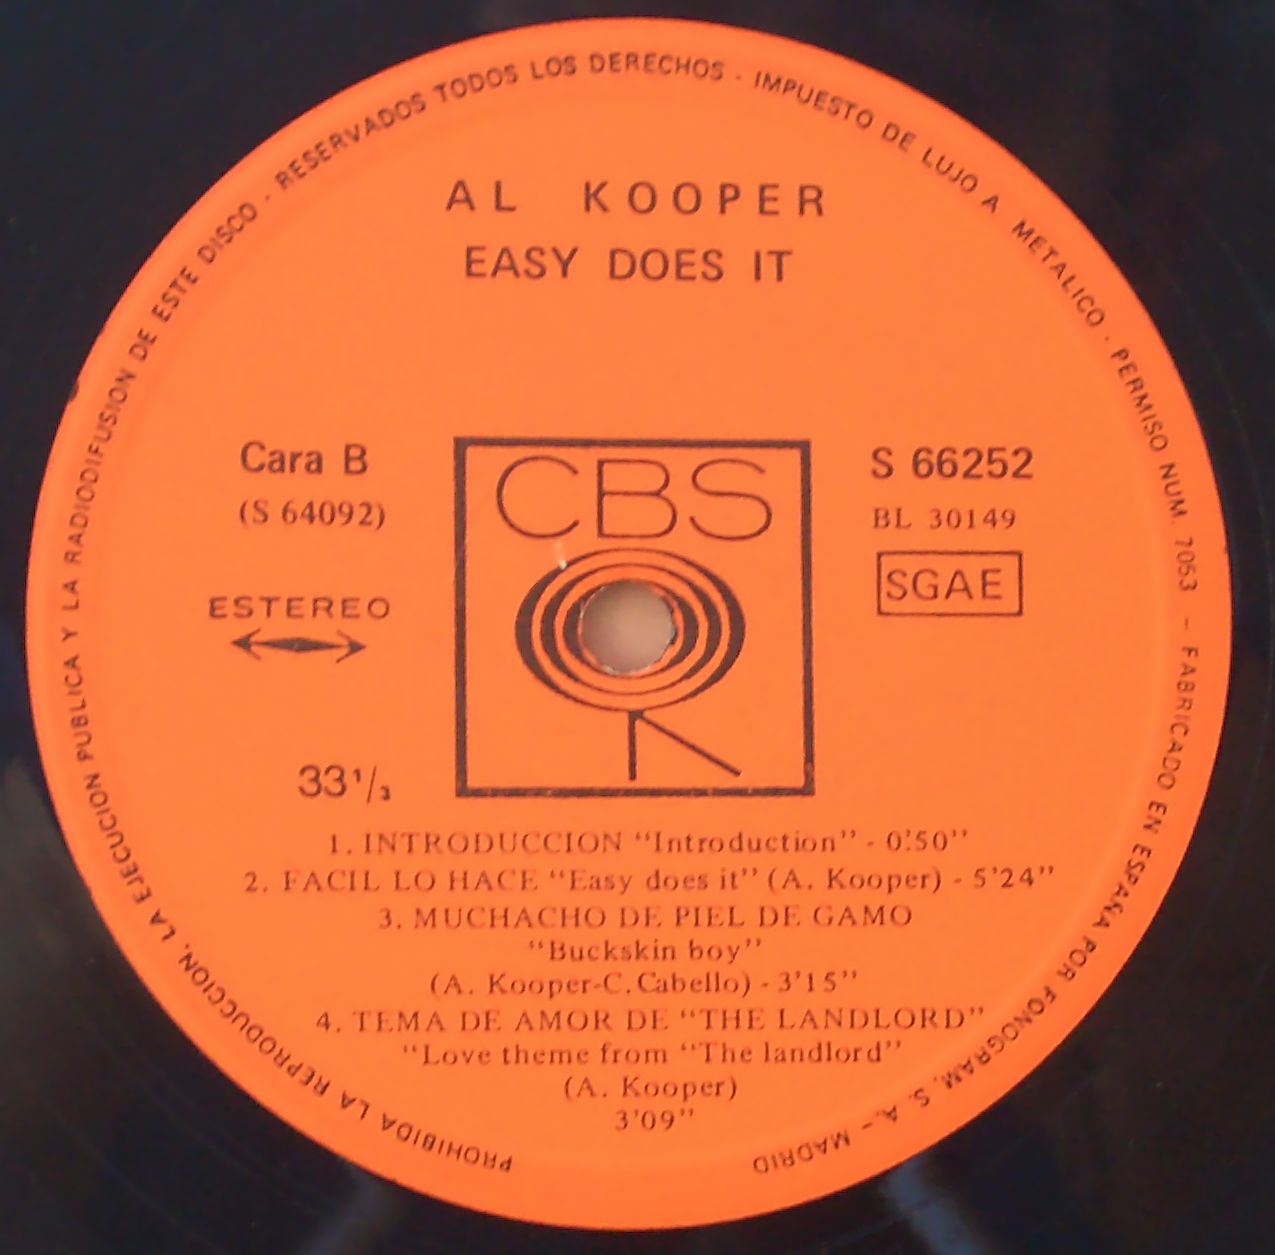 PROHIBIDA LA REPRODUCCION, LA EJECUCION PUBLICA Y LA RADIODIFUSION DE ESTE DISCO - RESERVADOS TODOS LOS DERECHOS - IMPUESTO DE LUJO A METALICO - PERMISO NUM. 7053 – FABRICADO EN ESPAÑA POR FONOGRAM, S. A. – MADRID
AL KOOPER
EASY DOES IT
Cara B
(S 64092)
ESTEREO
CBS
S 66252
BL 30149
SGAE
33 1/3
1. INTRODUCCION "Introduction" - 0'50"
2. FACIL LO HACE "Easy does it" (A. Kooper) - 5'24"
3. MUCHACHO DE PIEL DE GAMO
"Buckskin boy"
(A. Kooper-C. Cabello) - 3'15"
4. TEMA DE AMOR DE "THE LANDLORD"
"Love theme from "The landlord"
(A. Kooper)
3'09"